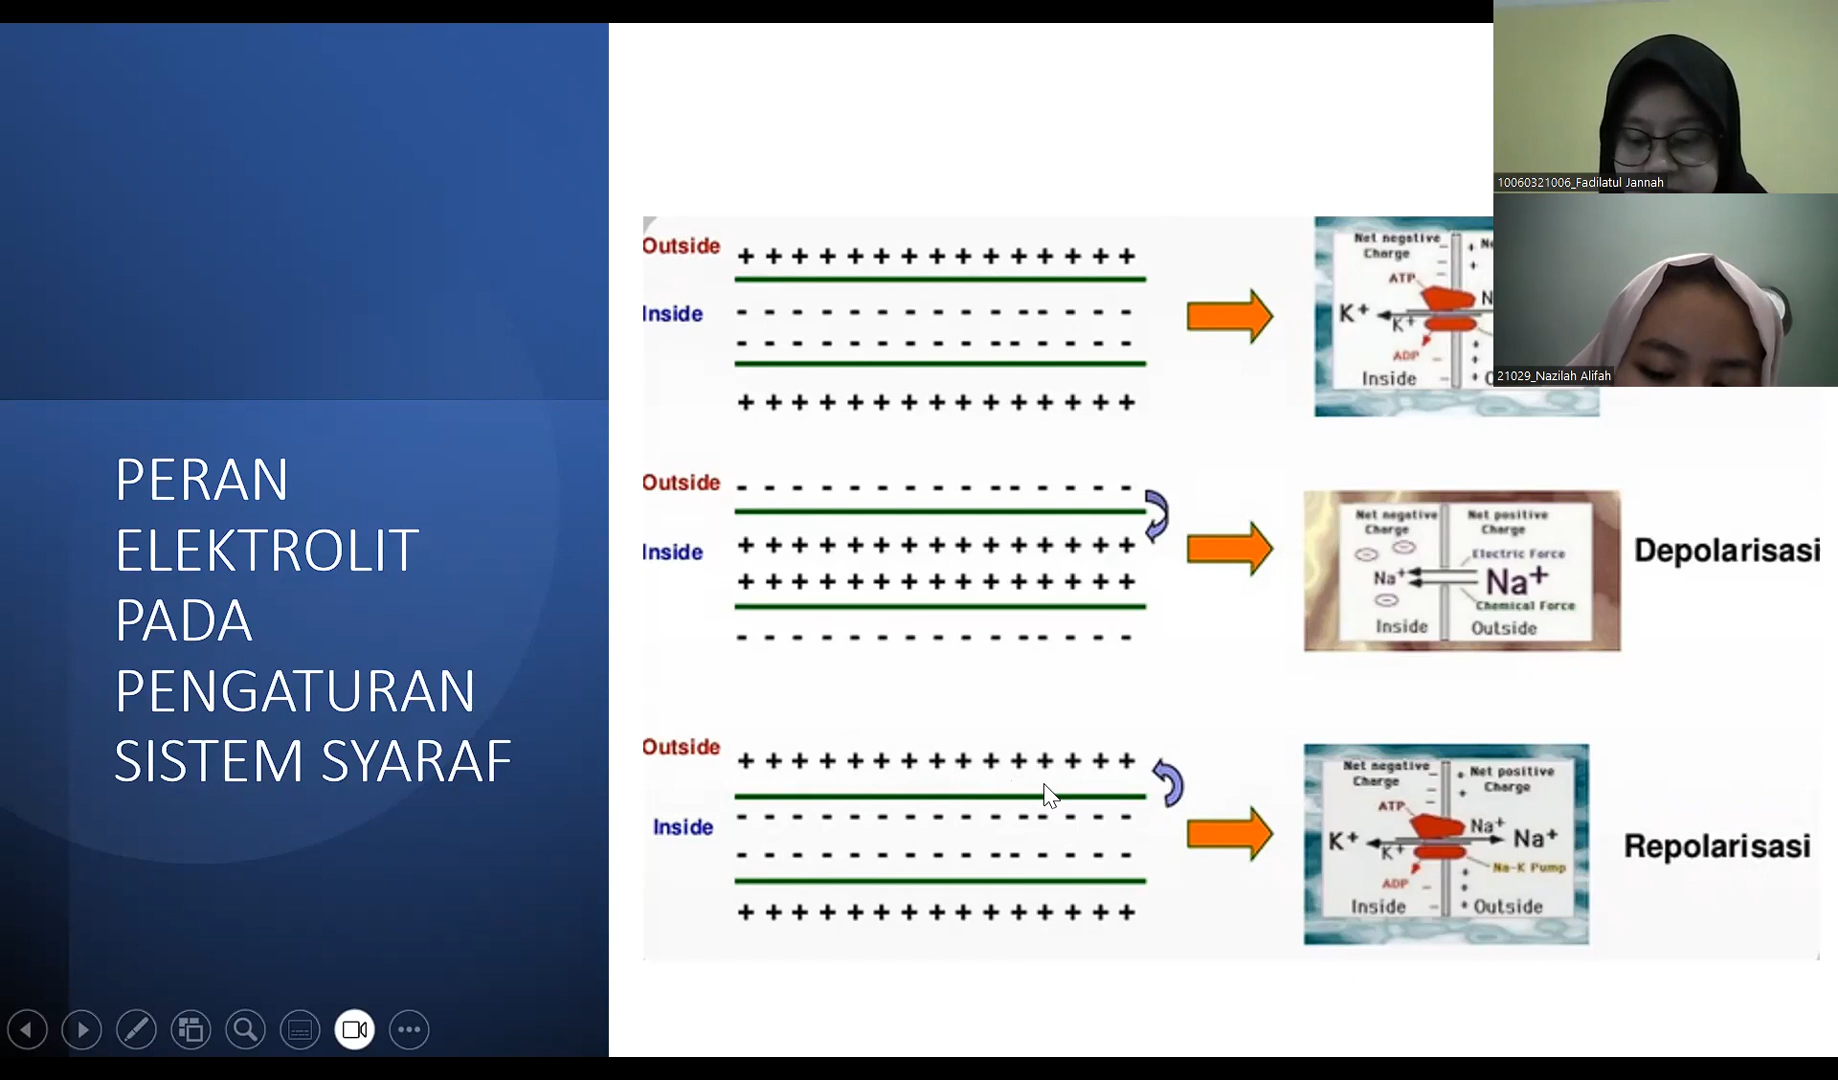 PERAN
ELEKTROLIT
PADA
PENGATURAN
SISTEM SYARAF
Outside
+ + + + + + + + + + + + + + +
Inside
- - - - - - - - - - - - - - -
- - - - - - - - - - - - - - -
+ + + + + + + + + + + + + + +
Net negative
Charge
ATP
K+
K+
ADP
Inside
Outside
- - - - - - - - - - - - - - -
Inside
+ + + + + + + + + + + + + + +
+ + + + + + + + + + + + + + +
- - - - - - - - - - - - - - -
Net negative Net positive
Charge Charge
Electric Force
Na+ Na+
Chemical Force
Inside Outside
Depolarisasi
Outside
+ + + + + + + + + + + + + + +
Inside
- - - - - - - - - - - - - - -
- - - - - - - - - - - - - - -
+ + + + + + + + + + + + + + +
Net negative Net positive
Charge Charge
ATP
Na+
K+ Na+
K+
Na-K Pump
ADP
Inside Outside
Repolarisasi
10060321006_Fadilatul Jannah
21029_Nazilah Alifah